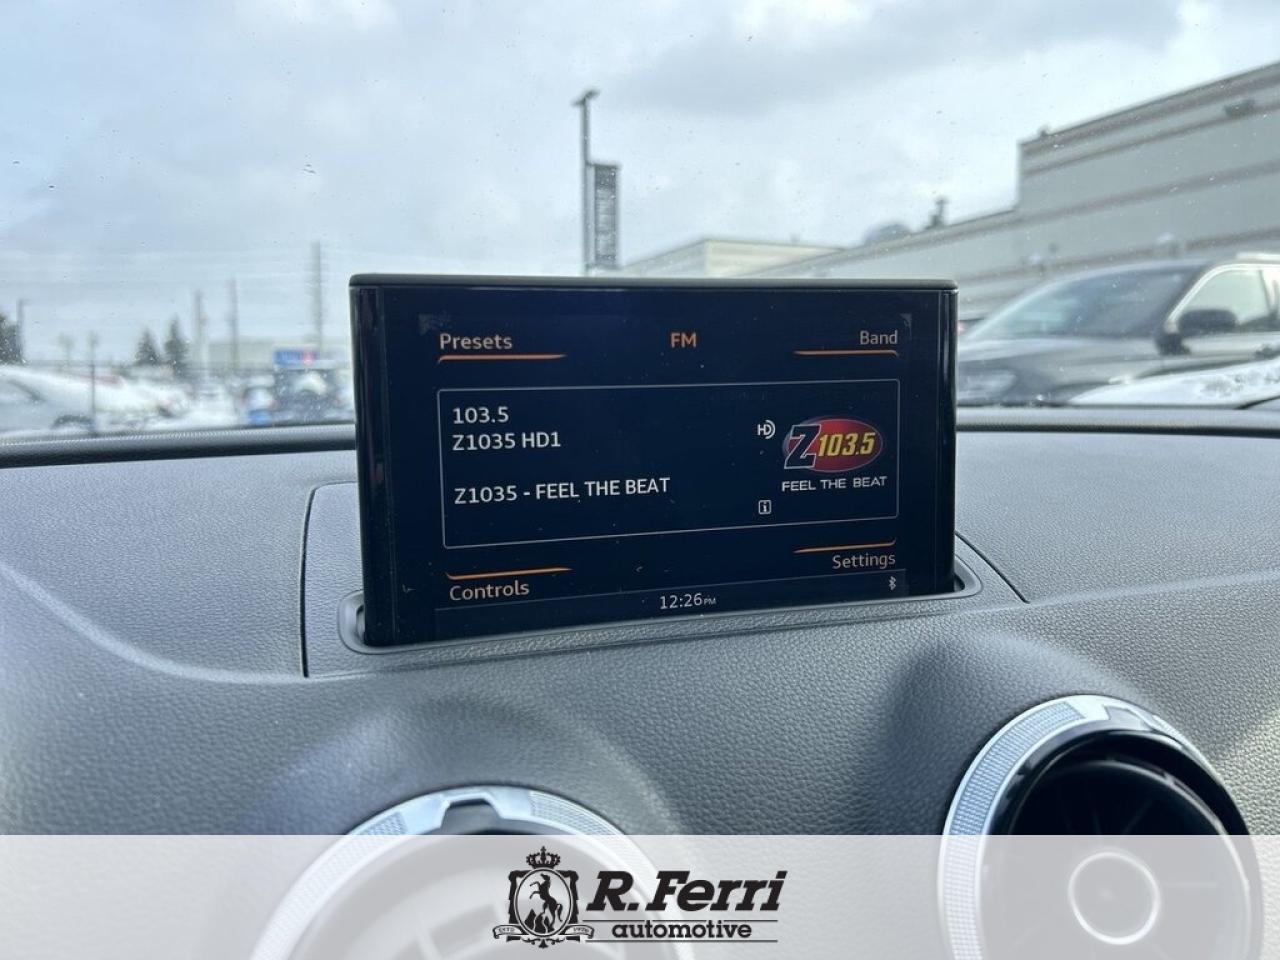 Presets FM Band
103.5
Z1035 HD1
HD
Z103.5
Z1035 - FEEL THE BEAT
FEEL THE BEAT
i
Settings
Controls
12:26PM
R.Ferri
automotive